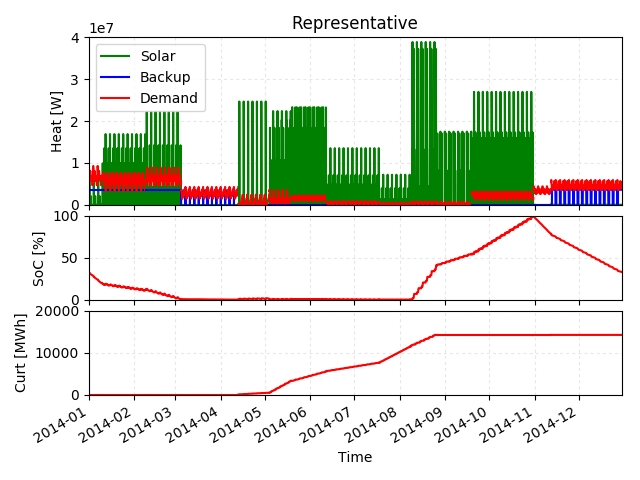 Representative
1e7
4
3
2
1
0
Heat [W]
Solar
Backup
Demand
100
50
0
SoC [%]
20000
10000
0
Curt [MWh]
2014-01
2014-02
2014-03
2014-04
2014-05
2014-06
2014-07
2014-08
2014-09
2014-10
2014-11
2014-12
Time